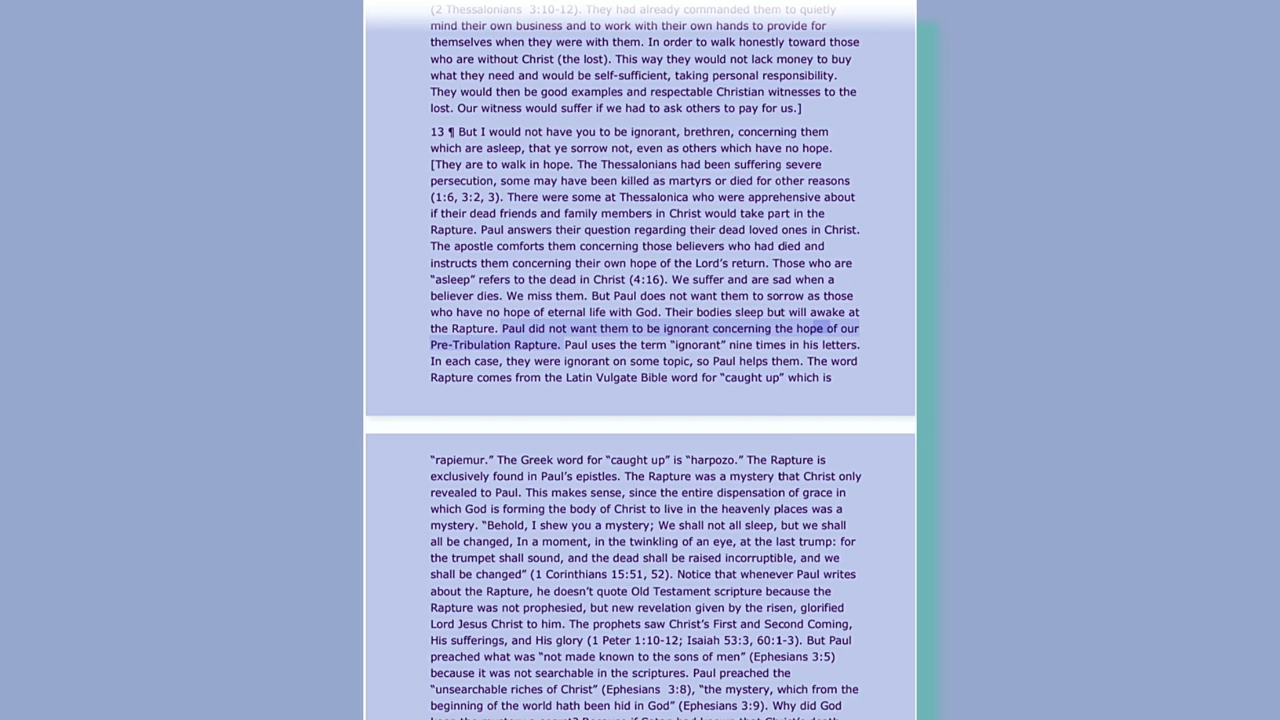 (2 Thessalonians 3:10-12). They had already commanded them to quietly
mind their own business and to work with their own hands to provide for
themselves when they were with them. In order to walk honestly toward those
who are without Christ (the lost). This way they would not lack money to buy
what they need and would be self-sufficient, taking personal responsibility.
They would then be good examples and respectable Christian witnesses to the
lost. Our witness would suffer if we had to ask others to pay for us.]
13 ¶ But I would not have you to be ignorant, brethren, concerning them
which are asleep, that ye sorrow not, even as others which have no hope.
[They are to walk in hope. The Thessalonians had been suffering severe
persecution, some may have been killed as martyrs or died for other reasons
(1:6, 3:2, 3). There were some at Thessalonica who were apprehensive about
if their dead friends and family members in Christ would take part in the
Rapture. Paul answers their question regarding their dead loved ones in Christ.
The apostle comforts them concerning those believers who had died and
instructs them concerning their own hope of the Lord’s return. Those who are
“asleep” refers to the dead in Christ (4:16). We suffer and are sad when a
believer dies. We miss them. But Paul does not want them to sorrow as those
who have no hope of eternal life with God. Their bodies sleep but will awake at
the Rapture. Paul did not want them to be ignorant concerning the hope of our
Pre-Tribulation Rapture. Paul uses the term “ignorant” nine times in his letters.
In each case, they were ignorant on some topic, so Paul helps them. The word
Rapture comes from the Latin Vulgate Bible word for “caught up” which is
“rapiemur.” The Greek word for “caught up” is “harpozo.” The Rapture is
exclusively found in Paul’s epistles. The Rapture was a mystery that Christ only
revealed to Paul. This makes sense, since the entire dispensation of grace in
which God is forming the body of Christ to live in the heavenly places was a
mystery. “Behold, I shew you a mystery; We shall not all sleep, but we shall
all be changed, In a moment, in the twinkling of an eye, at the last trump: for
the trumpet shall sound, and the dead shall be raised incorruptible, and we
shall be changed” (1 Corinthians 15:51, 52). Notice that whenever Paul writes
about the Rapture, he doesn’t quote Old Testament scripture because the
Rapture was not prophesied, but new revelation given by the risen, glorified
Lord Jesus Christ to him. The prophets saw Christ’s First and Second Coming,
His sufferings, and His glory (1 Peter 1:10-12; Isaiah 53:3, 60:1-3). But Paul
preached what was “not made known to the sons of men” (Ephesians 3:5)
because it was not searchable in the scriptures. Paul preached the
“unsearchable riches of Christ” (Ephesians 3:8), “the mystery, which from the
beginning of the world hath been hid in God” (Ephesians 3:9). Why did God